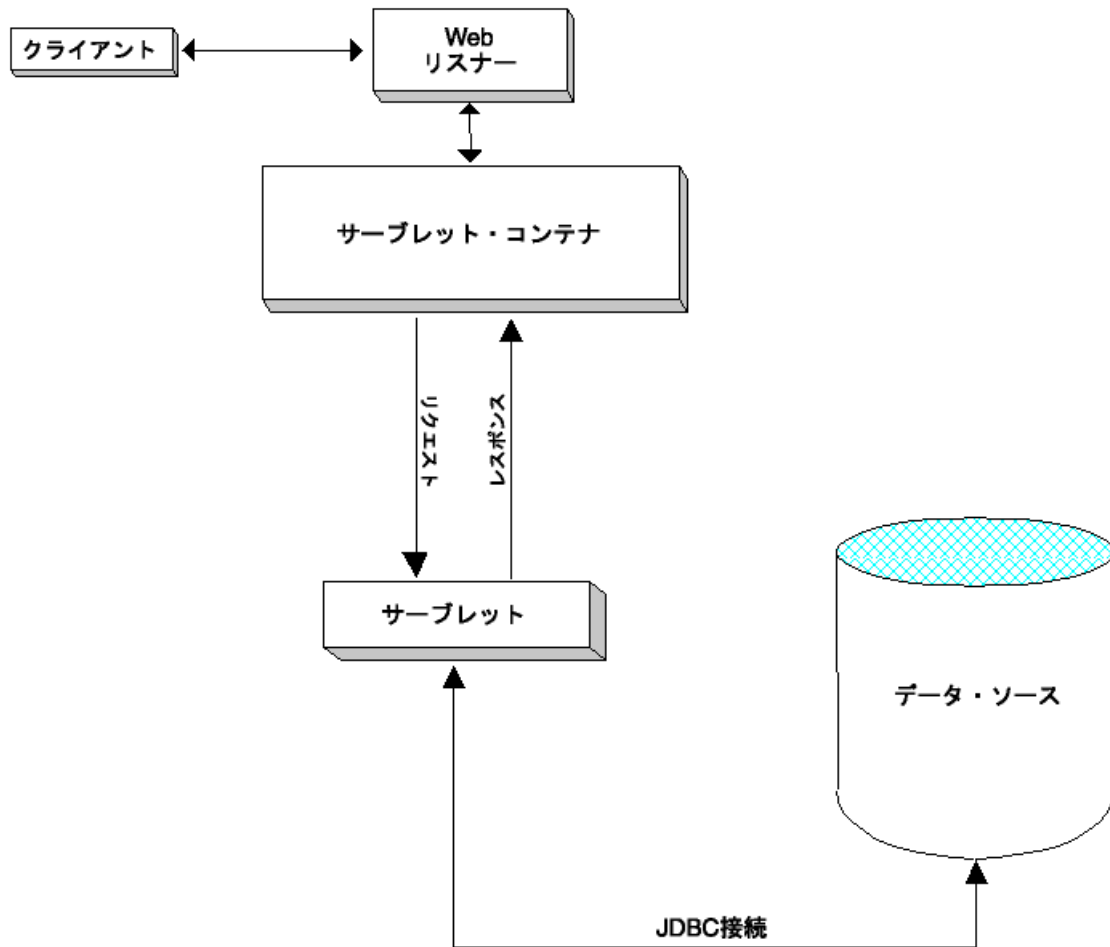 クライアント
Web
リスナー
サーブレット・コンテナ
リクエスト
レスポンス
サーブレット
データ・ソース
JDBC接続